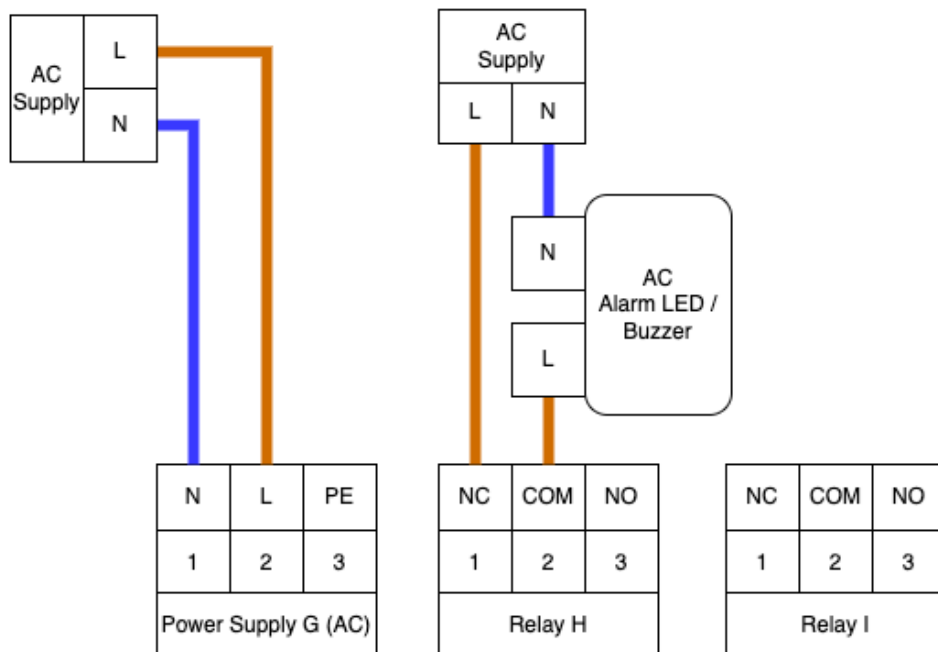 AC
Supply
L
N
AC
Supply
L
N
N
L
AC
Alarm LED /
Buzzer
N
L
PE
1
2
3
Power Supply G (AC)
NC
COM
NO
1
2
3
Relay H
NC
COM
NO
1
2
3
Relay I